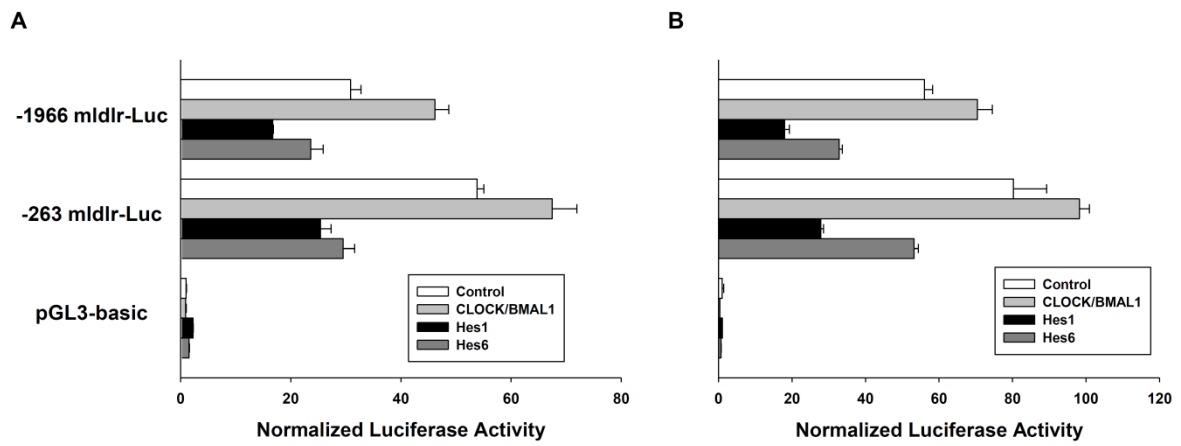 A
B
-1966 mldlr-Luc
-263 mldlr-Luc
pGL3-basic
Control
CLOCK/BMAL1
Hes1
Hes6
0 20 40 60 80
Normalized Luciferase Activity
Control
CLOCK/BMAL1
Hes1
Hes6
0 20 40 60 80 100 120
Normalized Luciferase Activity